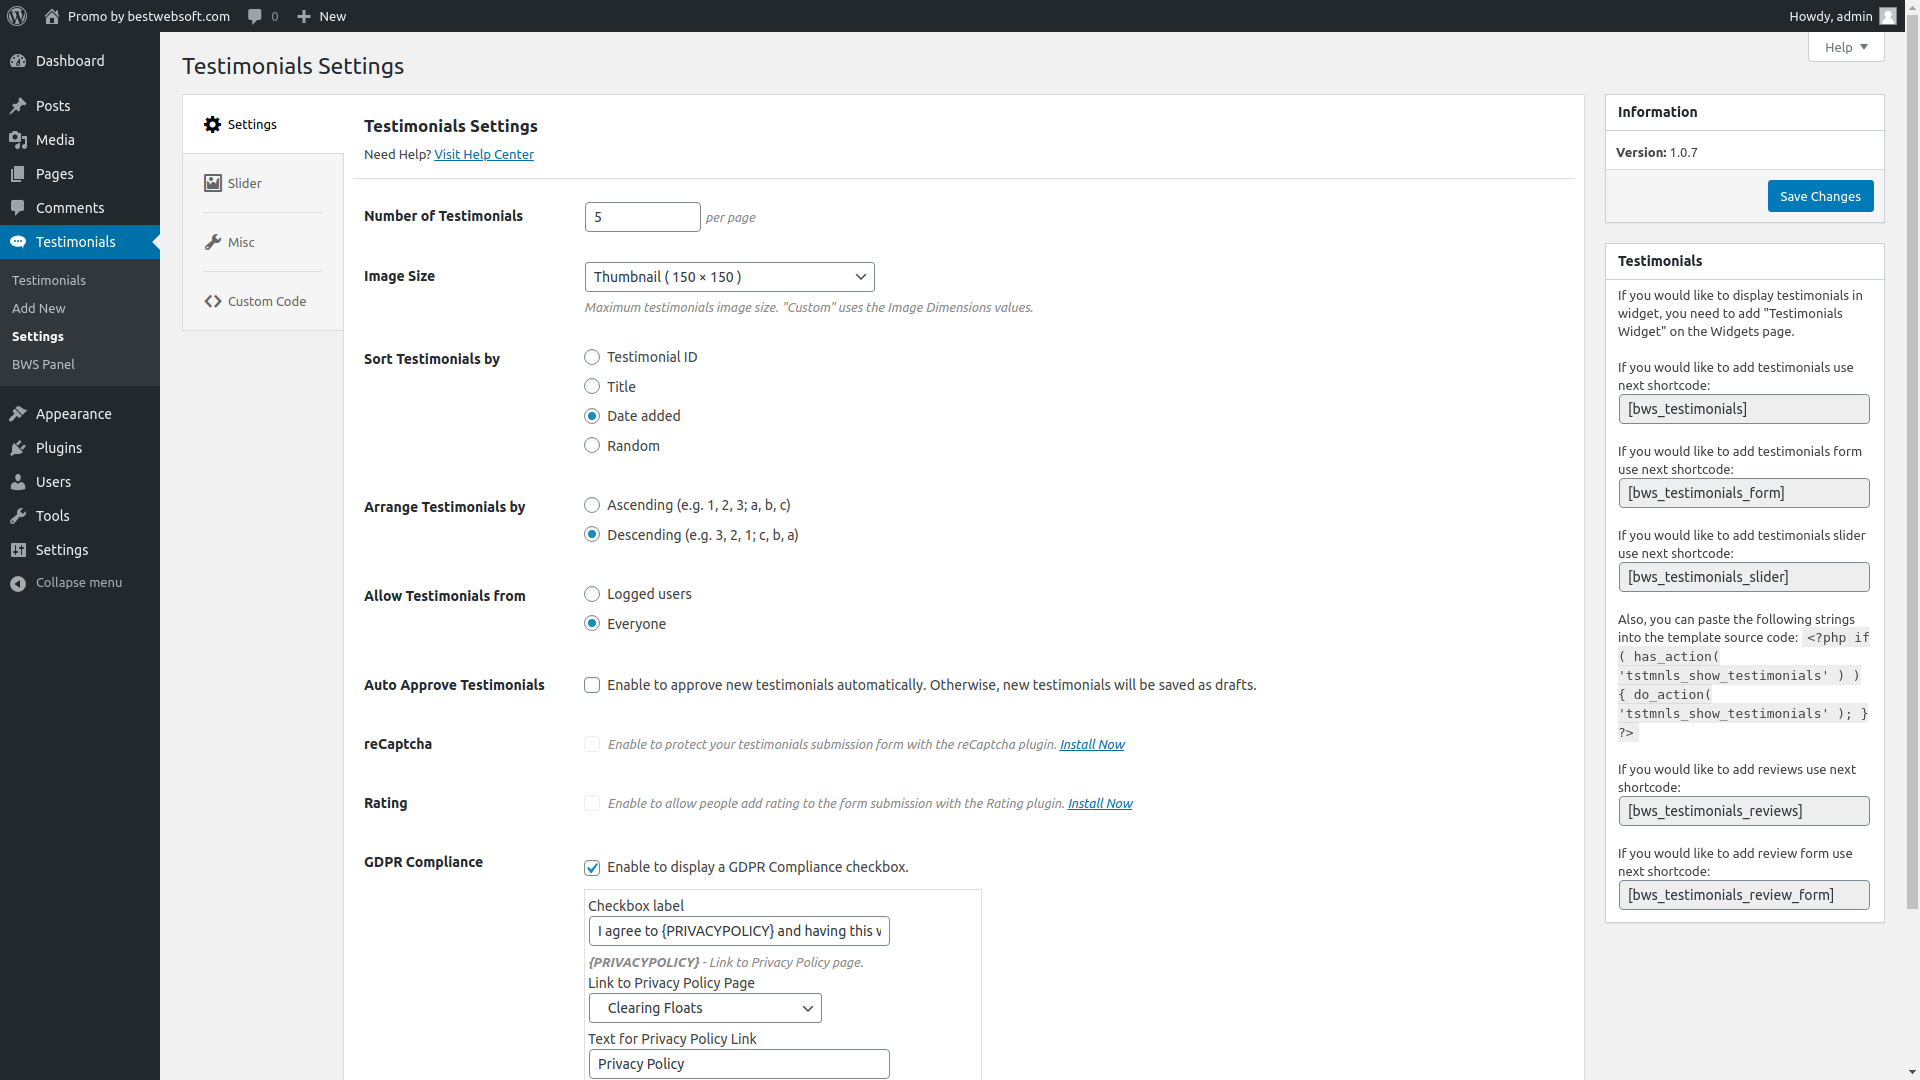 Promo by bestwebsoft.com
0
New
Howdy, admin
Help
Dashboard
Posts
Media
Pages
Comments
Testimonials
Testimonials
Add New
Settings
BWS Panel
Appearance
Plugins
Users
Tools
Settings
Collapse menu
Testimonials Settings
Settings
Slider
Misc
Custom Code
Testimonials Settings
Need Help? Visit Help Center
Number of Testimonials
5
per page
Image Size
Thumbnail ( 150 × 150 )
Maximum testimonials image size. "Custom" uses the Image Dimensions values.
Sort Testimonials by
Testimonial ID
Title
Date added
Random
Arrange Testimonials by
Ascending (e.g. 1, 2, 3; a, b, c)
Descending (e.g. 3, 2, 1; c, b, a)
Allow Testimonials from
Logged users
Everyone
Auto Approve Testimonials
Enable to approve new testimonials automatically. Otherwise, new testimonials will be saved as drafts.
reCaptcha
Enable to protect your testimonials submission form with the reCaptcha plugin. Install Now
Rating
Enable to allow people add rating to the form submission with the Rating plugin. Install Now
GDPR Compliance
Enable to display a GDPR Compliance checkbox.
Checkbox label
I agree to {PRIVACYPOLICY} and having this
{PRIVACYPOLICY} - Link to Privacy Policy page.
Link to Privacy Policy Page
Clearing Floats
Text for Privacy Policy Link
Privacy Policy
Information
Version: 1.0.7
Save Changes
Testimonials
If you would like to display testimonials in
widget, you need to add "Testimonials
Widget" on the Widgets page.
If you would like to add testimonials use
next shortcode:
[bws_testimonials]
If you would like to add testimonials form
use next shortcode:
[bws_testimonials_form]
If you would like to add testimonials slider
use next shortcode:
[bws_testimonials_slider]
Also, you can paste the following strings
into the template source code: <?php if
( has_action(
'tstmnls_show_testimonials' ) )
{ do_action(
'tstmnls_show_testimonials' ); }
?>
If you would like to add reviews use next
shortcode:
[bws_testimonials_reviews]
If you would like to add review form use
next shortcode:
[bws_testimonials_review_form]